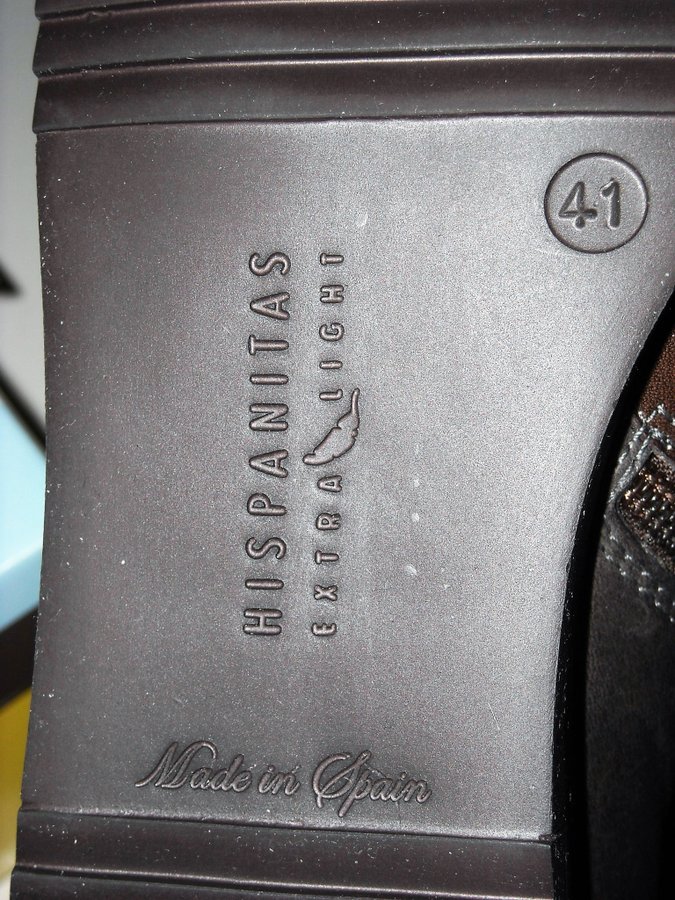 41
HISPANITAS
EXTRA LIGHT
Made in Spain